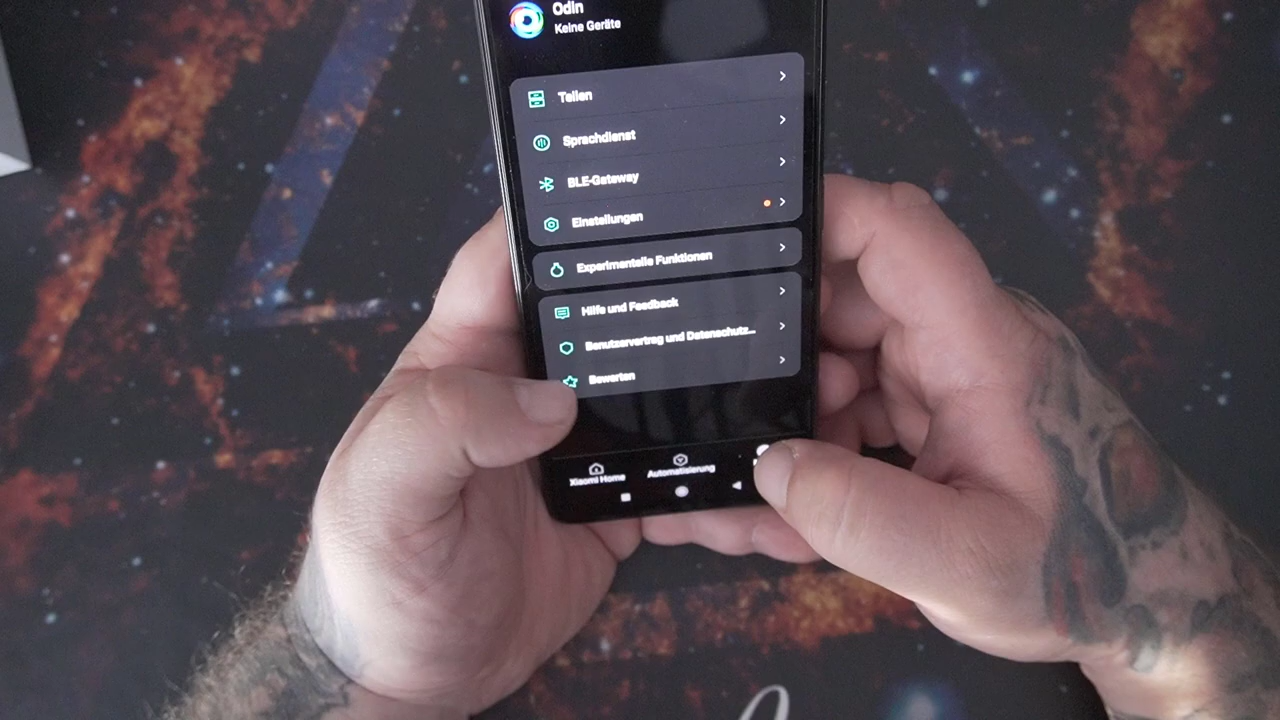 Odin
Keine Geräte
Teilen
Sprachdienst
BLE-Gateway
Einstellungen
Experimentelle Funktionen
Hilfe und Feedback
Benutzervertrag und Datenschutz...
Bewerten
Xiaomi Home
Automatisierung